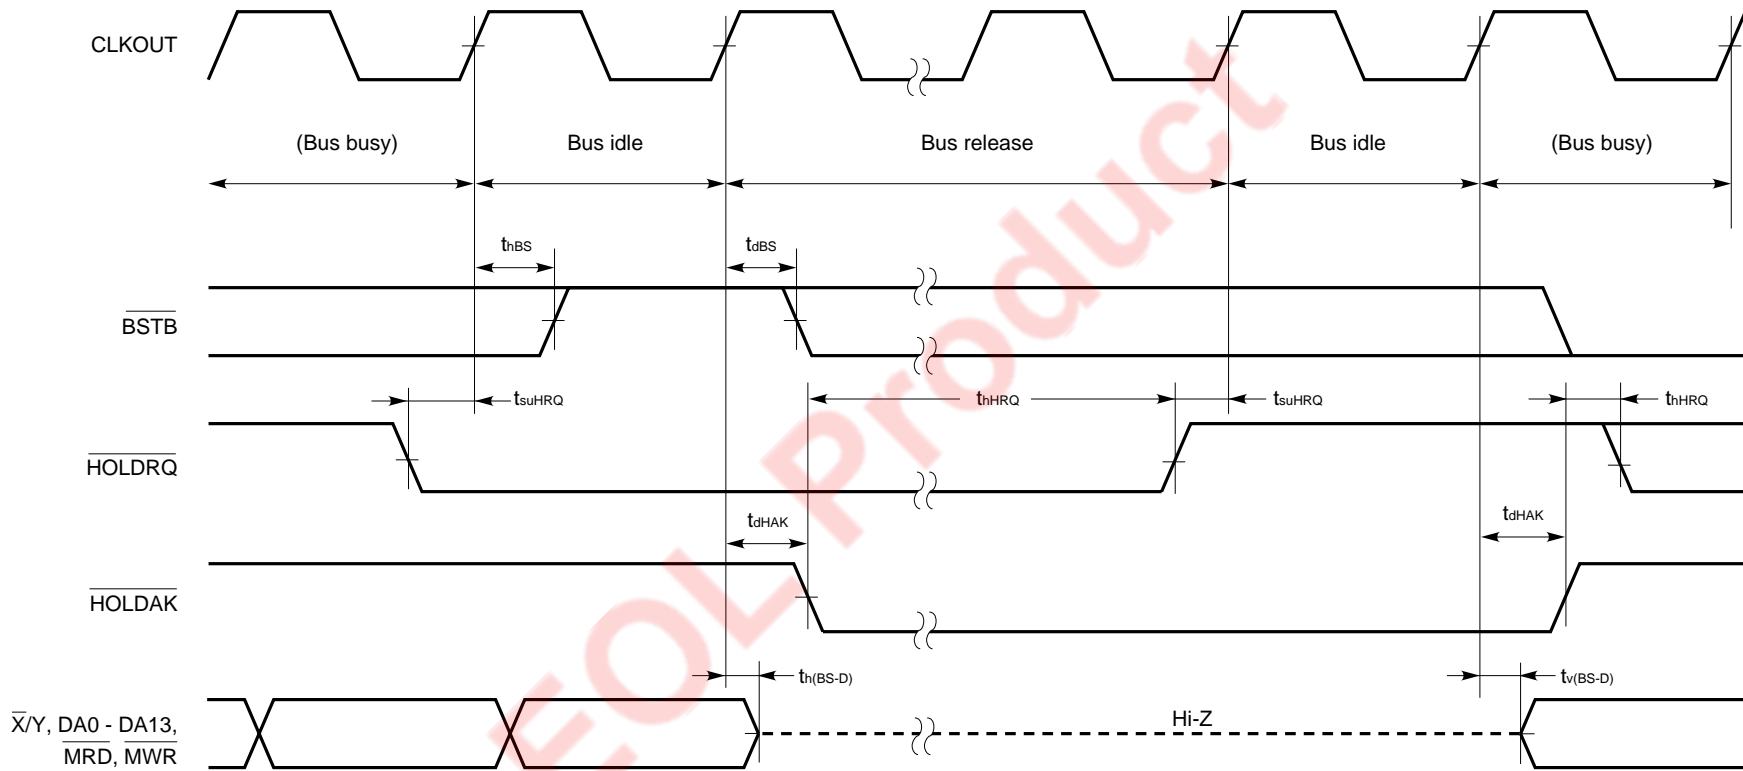 CLKOUT
(Bus busy) Bus idle Bus release Bus idle (Bus busy)
thBS tdBS
BSTB
tsuHRQ thHRQ tsuHRQ thHRQ
HOLDRQ
tdHAK tdHAK
HOLDAK
th(BS-D) tv(BS-D)
X/Y, DA0 - DA13,
MRD, MWR
Hi-Z
EOL Product